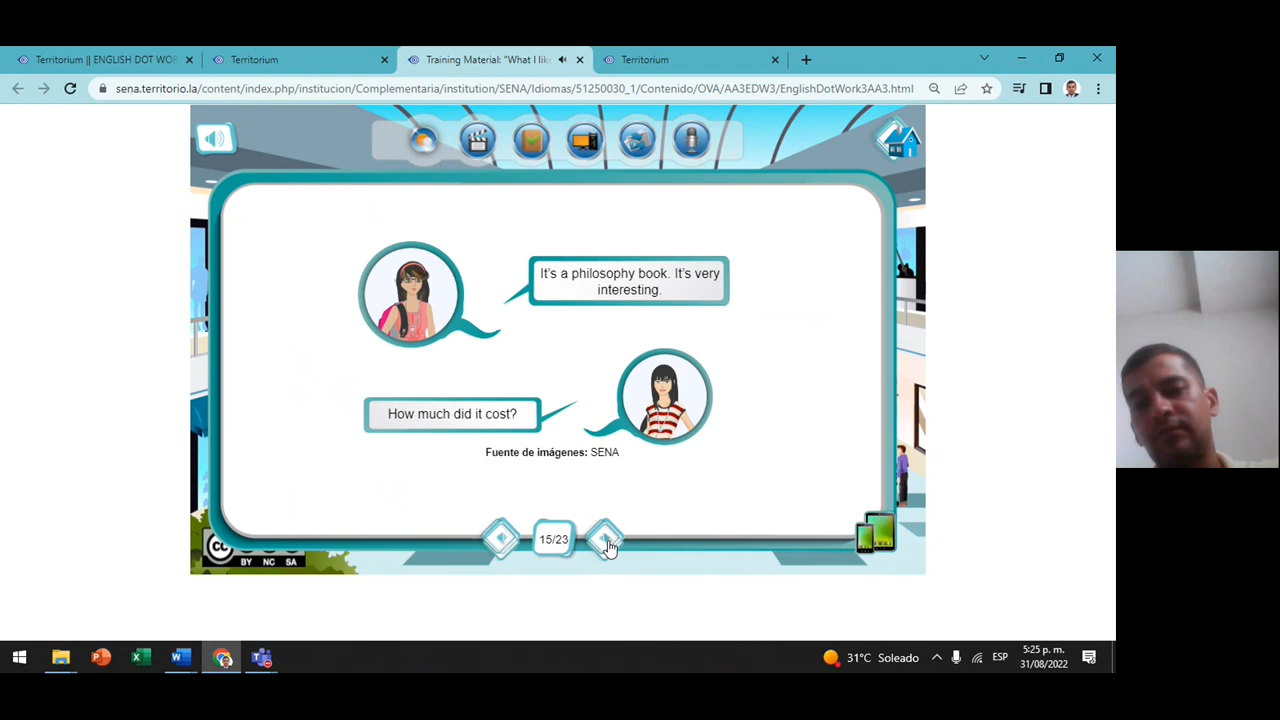 Territorium || ENGLISH DOT WOR
Territorium
Training Material: "What I lik
Territorium
sena.territorio.la/content/index.php/institucion/Complementaria/institution/SENA/Idiomas/51250030_1/Contenido/OVA/AA3EDW3/EnglishDotWork3AA3.html
It's a philosophy book. It's very
interesting.
How much did it cost?
Fuente de imágenes: SENA
15/23
cc
BY NC SA
31°C Soleado
ESP
5:25 p. m.
31/08/2022